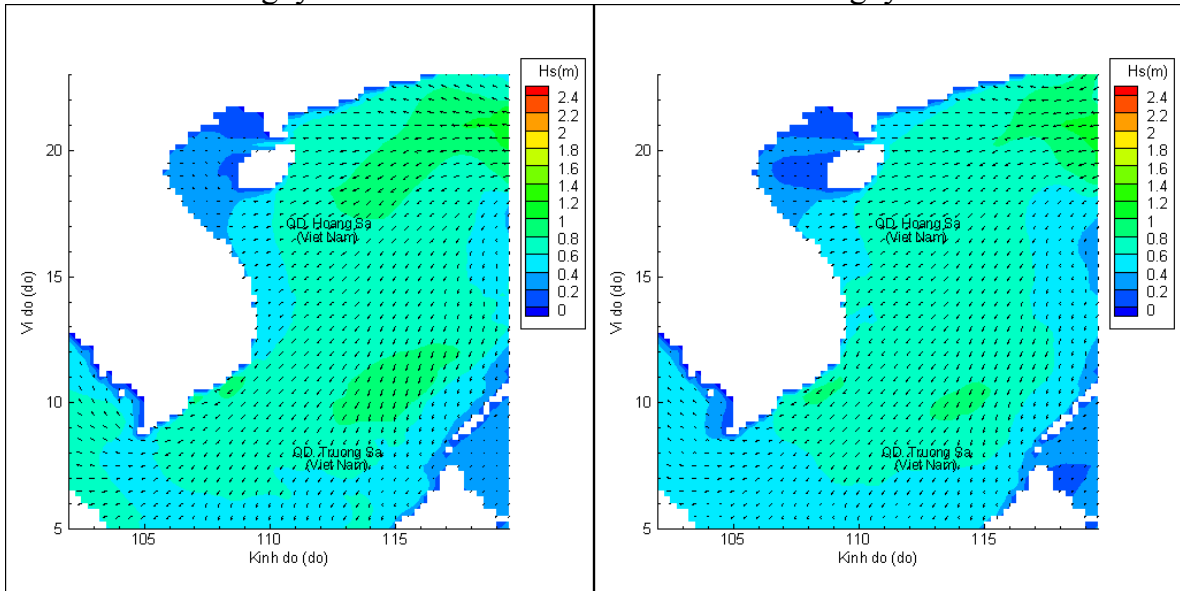 Hs(m)
2.4
2.2
2
1.8
1.6
1.4
1.2
1
0.8
0.6
0.4
0.2
0
20
15
10
5
Vi do (do)
QD. Hoang Sa
(Viet Nam)
QD. Truong Sa
(Viet Nam)
105
110
115
Kinh do (do)
Hs(m)
2.4
2.2
2
1.8
1.6
1.4
1.2
1
0.8
0.6
0.4
0.2
0
20
15
10
5
Vi do (do)
QD. Hoang Sa
(Viet Nam)
QD. Truong Sa
(Viet Nam)
105
110
115
Kinh do (do)